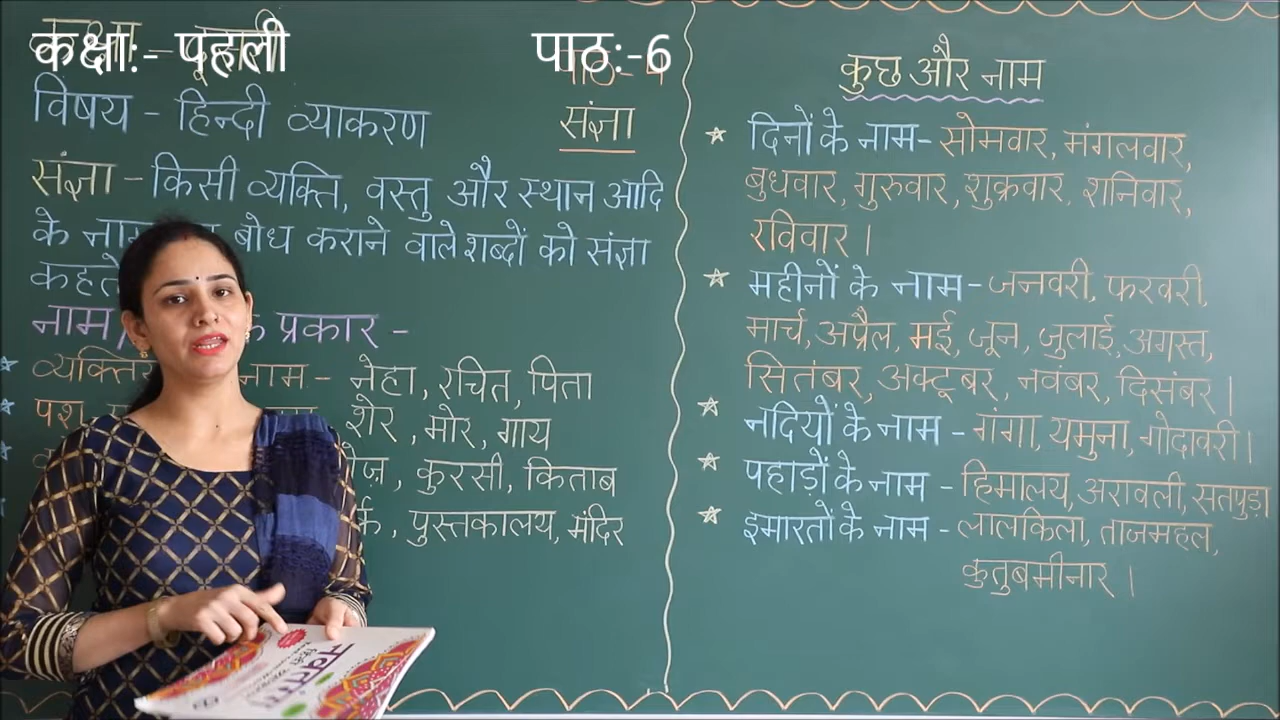 कक्षा:- पहली
पाठ:-6
विषय - हिन्दी व्याकरण
संज्ञा
संज्ञा - किसी व्यक्ति, वस्तु और स्थान आदि
के बोध कराने वाले शब्दों को संज्ञा
कहते
नाम प्रकार -
नाम - नेहा, रचित, पिता
शेर, मोर, गाय
कुरसी, किताब
पुस्तकालय, मंदिर
कुछ और नाम
दिनों के नाम- सोमवार, मंगलवार,
बुधवार, गुरुवार, शुक्रवार, शनिवार,
रविवार।
महीनों के नाम- जनवरी, फरवरी,
मार्च, अप्रैल, मई, जून, जुलाई, अगस्त,
सितंबर, अक्टूबर, नवंबर, दिसंबर।
नदियों के नाम - गंगा, यमुना, गोदावरी।
पहाड़ों के नाम - हिमालय, अरावली, सतपुड़ा
इमारतों के नाम - लालकिला, ताजमहल,
कुतुबमीनार।
नवतरंग